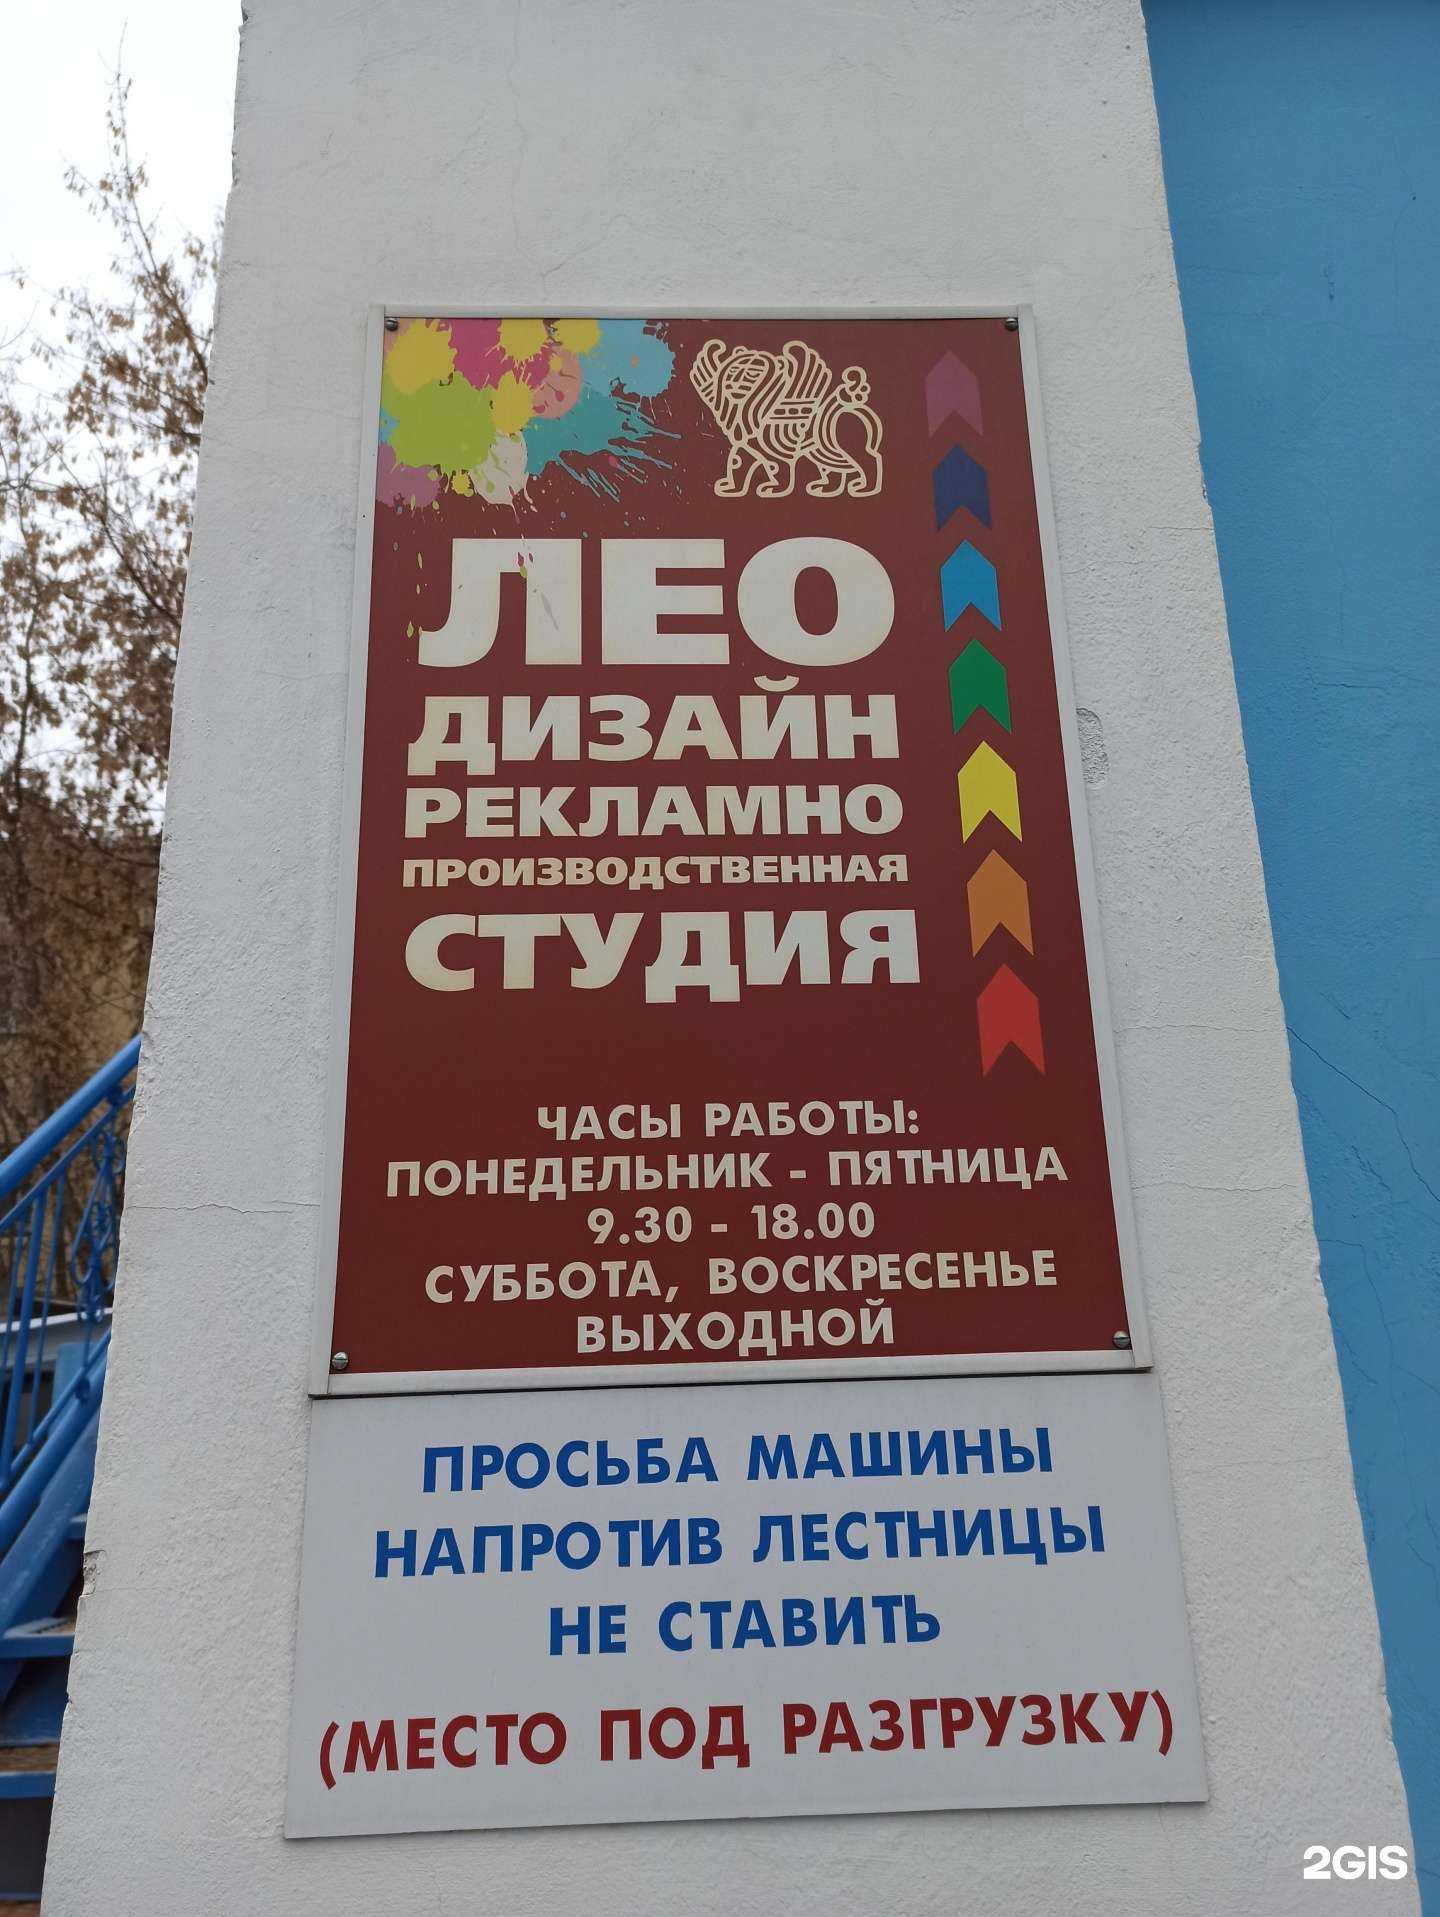 ЛЕО
ДИЗАЙН
РЕКЛАМНО
ПРОИЗВОДСТВЕННАЯ
СТУДИЯ
ЧАСЫ РАБОТЫ:
ПОНЕДЕЛЬНИК - ПЯТНИЦА
9.30 - 18.00
СУББОТА, ВОСКРЕСЕНЬЕ
ВЫХОДНОЙ
ПРОСЬБА МАШИНЫ
НАПРОТИВ ЛЕСТНИЦЫ
НЕ СТАВИТЬ
(МЕСТО ПОД РАЗГРУЗКУ)
2GIS